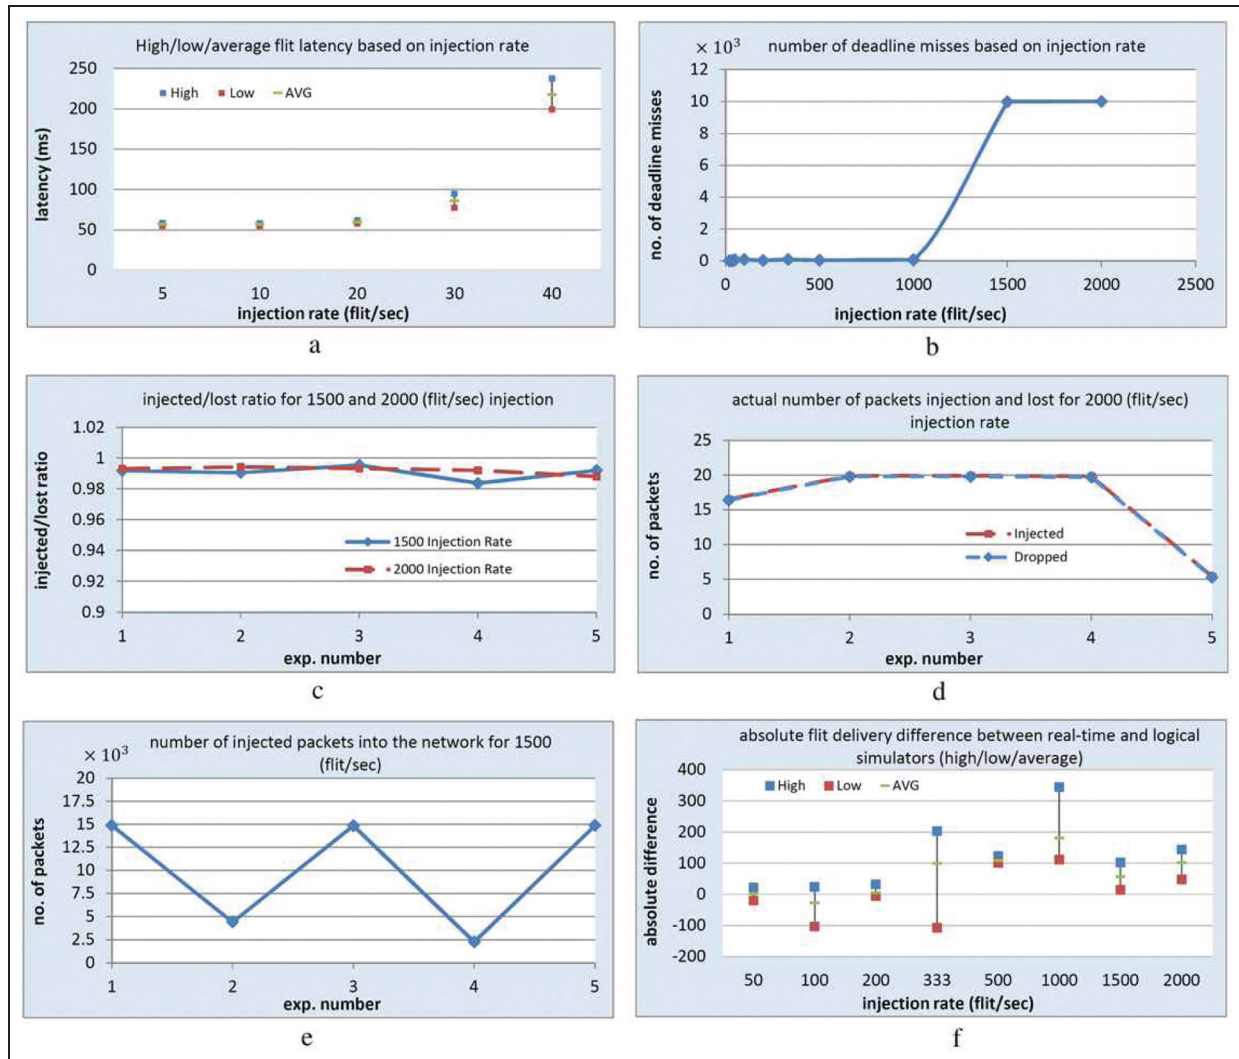 High/low/average flit latency based on injection rate
250
200
150
100
50
0
High Low AVG
latency (ms)
5 10 20 30 40
injection rate (flit/sec)
a
× 10³ number of deadline misses based on injection rate
12
10
8
6
4
2
0
no. of deadline misses
0 500 1000 1500 2000 2500
injection rate (flit/sec)
b
injected/lost ratio for 1500 and 2000 (flit/sec) injection
1.02
1
0.98
0.96
0.94
0.92
0.9
injected/lost ratio
1500 Injection Rate
2000 Injection Rate
1 2 3 4 5
exp. number
c
actual number of packets injection and lost for 2000 (flit/sec)
injection rate
25
20
15
10
5
0
no. of packets
Injected
Dropped
1 2 3 4 5
exp. number
d
× 10³ number of injected packets into the network for 1500
(flit/sec)
20
17.5
15
12.5
10
7.5
5
2.5
0
no. of packets
1 2 3 4 5
exp. number
e
absolute flit delivery difference between real-time and logical
simulators (high/low/average)
400
300
200
100
0
-100
-200
High Low AVG
absolute difference
50 100 200 333 500 1000 1500 2000
injection rate (flit/sec)
f